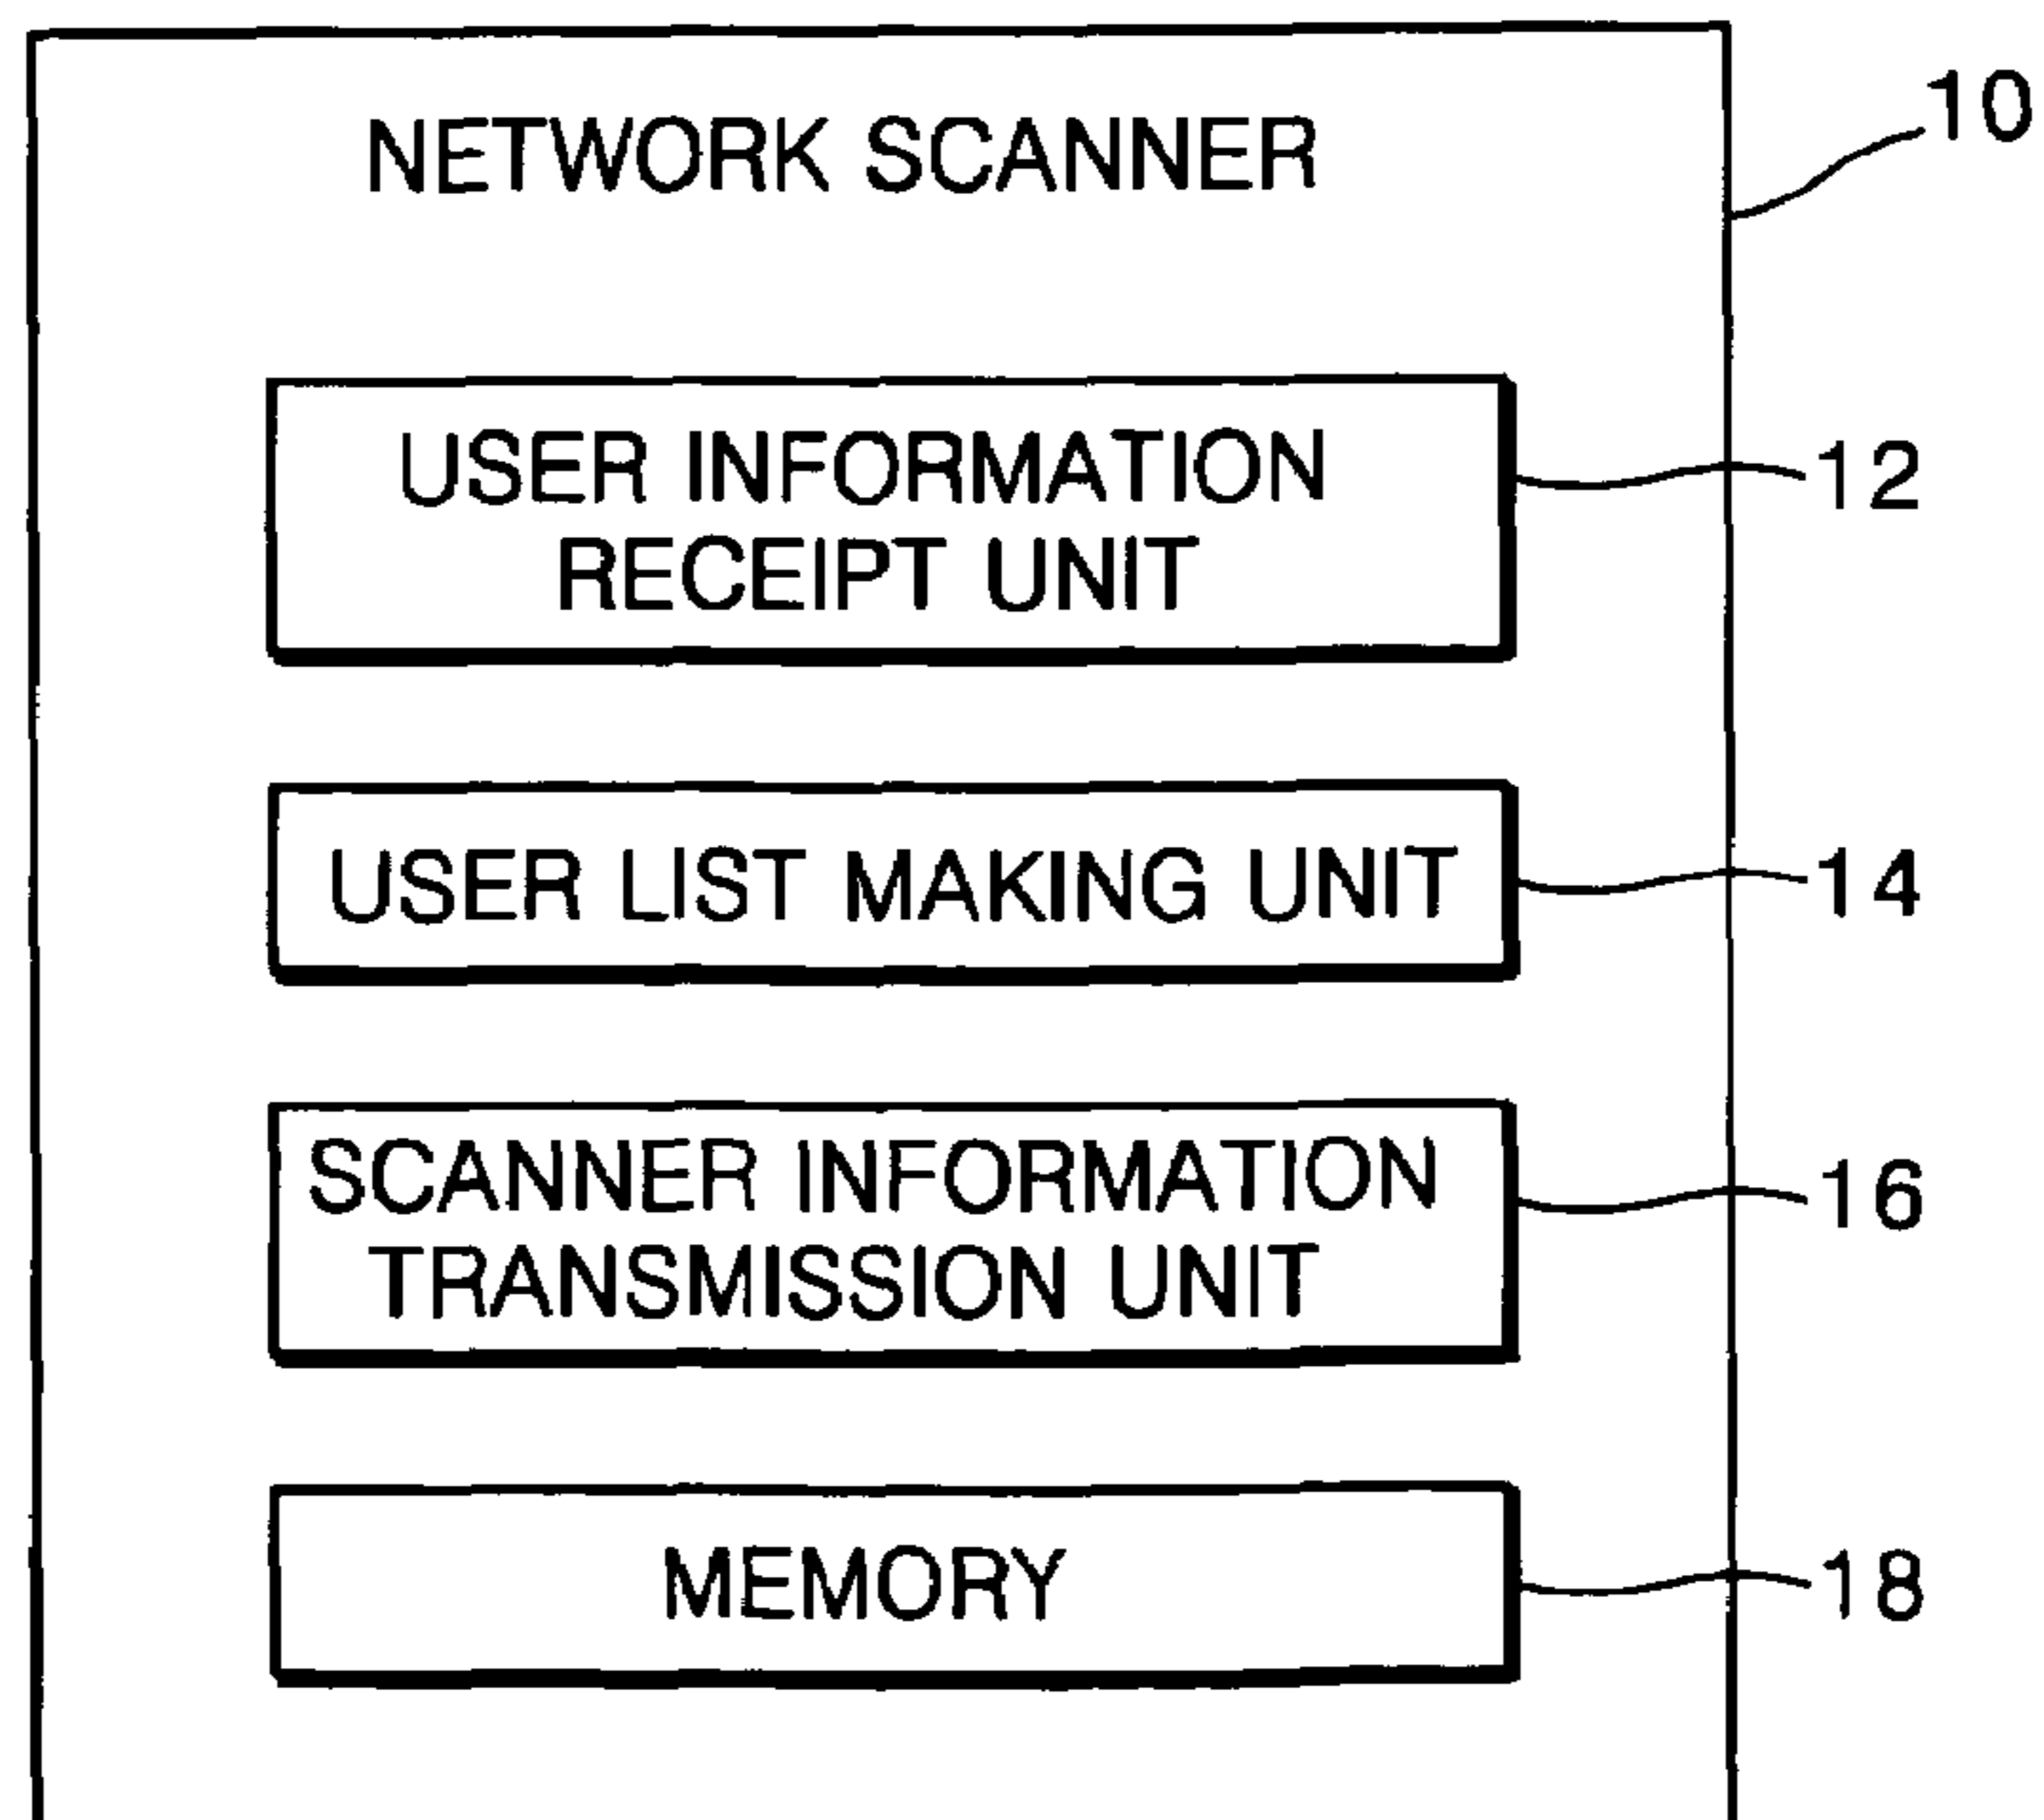 NETWORK SCANNER
10
USER INFORMATION
RECEIPT UNIT
12
USER LIST MAKING UNIT
14
SCANNER INFORMATION
TRANSMISSION UNIT
16
MEMORY
18